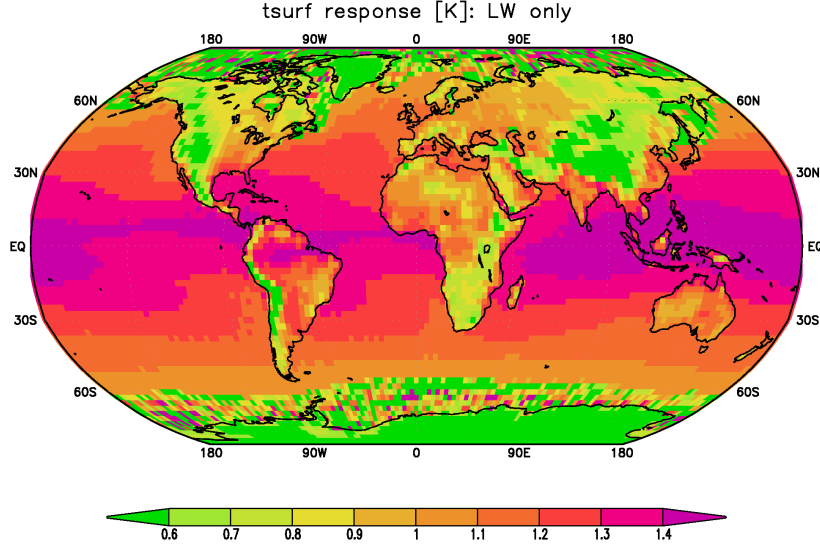 tsurf response [K]: LW only
180 90W 0 90E 180
60N 60N
30N 30N
EQ EQ
30S 30S
60S 60S
180 90W 0 90E 180
0.6 0.7 0.8 0.9 1 1.1 1.2 1.3 1.4